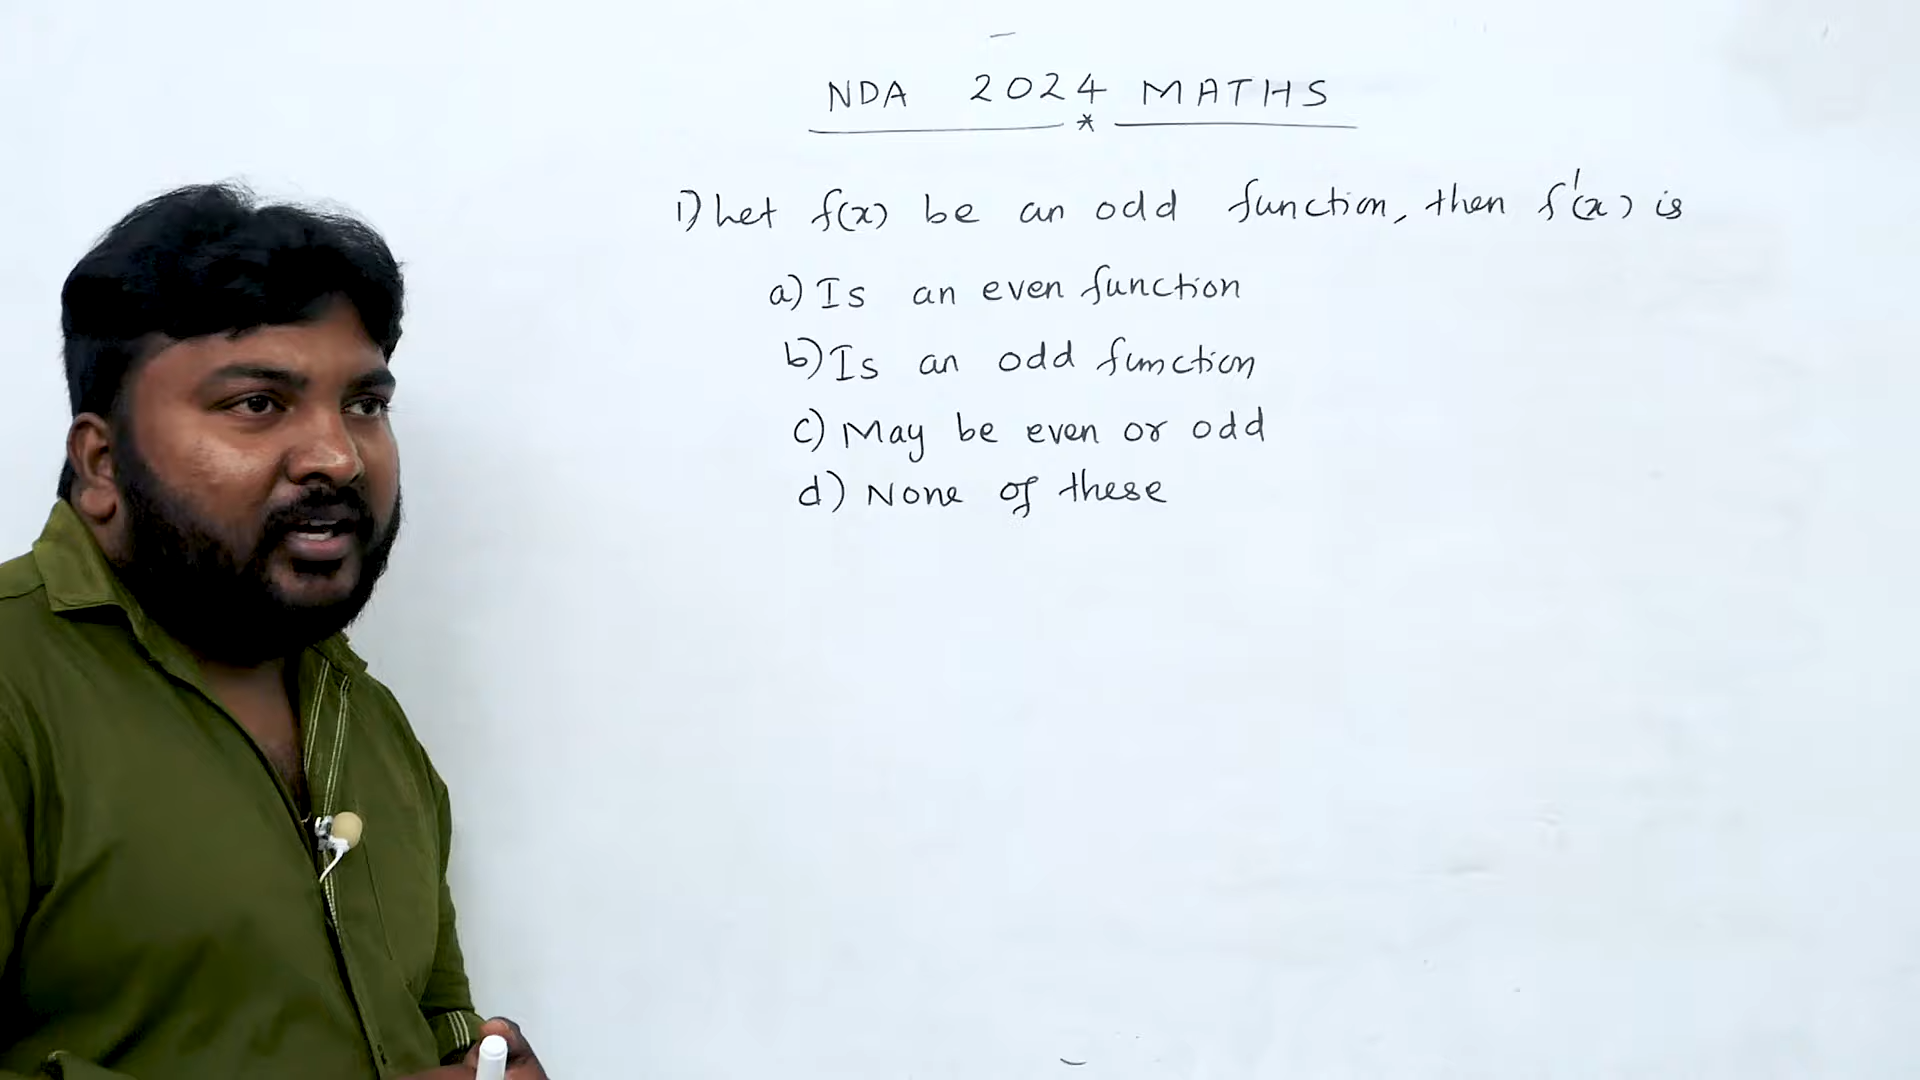 NDA 2024 MATHS
*
1) Let f(x) be an odd function, then f'(x) is
a) Is an even function
b) Is an odd function
c) May be even or odd
d) None of these